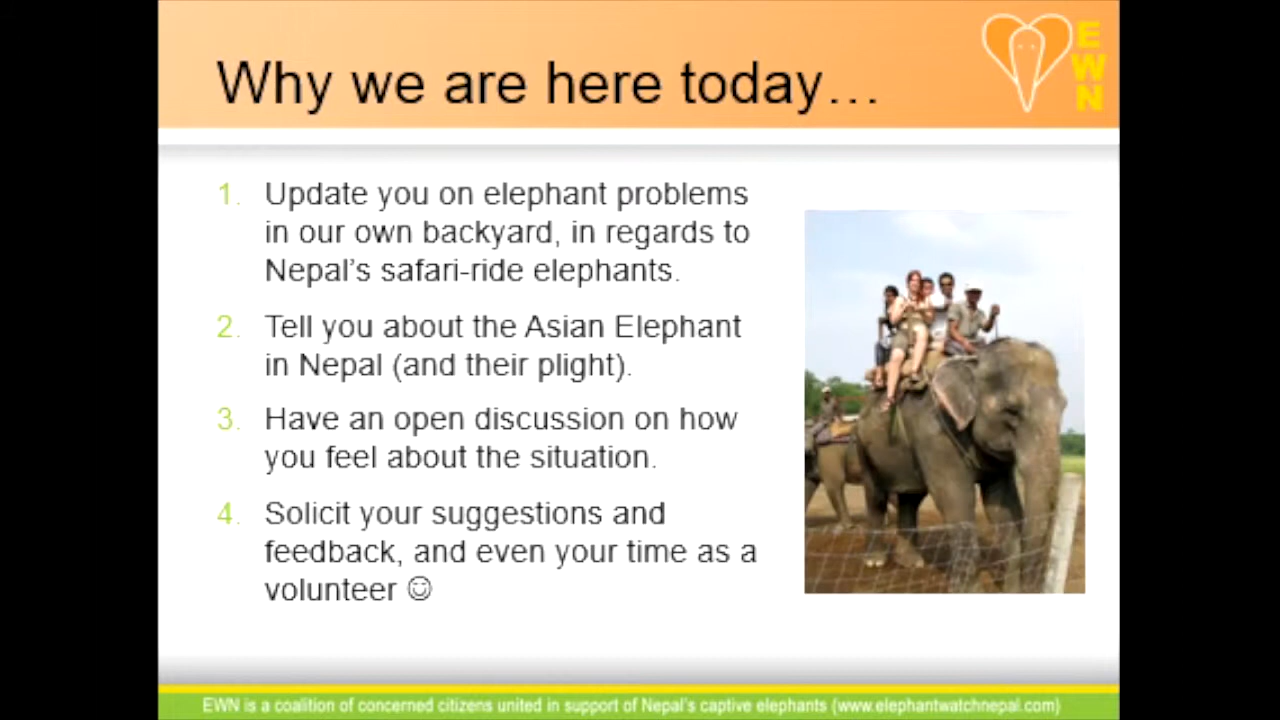 Why we are here today…
EWN
1. Update you on elephant problems
in our own backyard, in regards to
Nepal’s safari-ride elephants.
2. Tell you about the Asian Elephant
in Nepal (and their plight).
3. Have an open discussion on how
you feel about the situation.
4. Solicit your suggestions and
feedback, and even your time as a
volunteer ☺
EWN is a coalition of concerned citizens united in support of Nepal’s captive elephants (www.elephantwatchnepal.com)